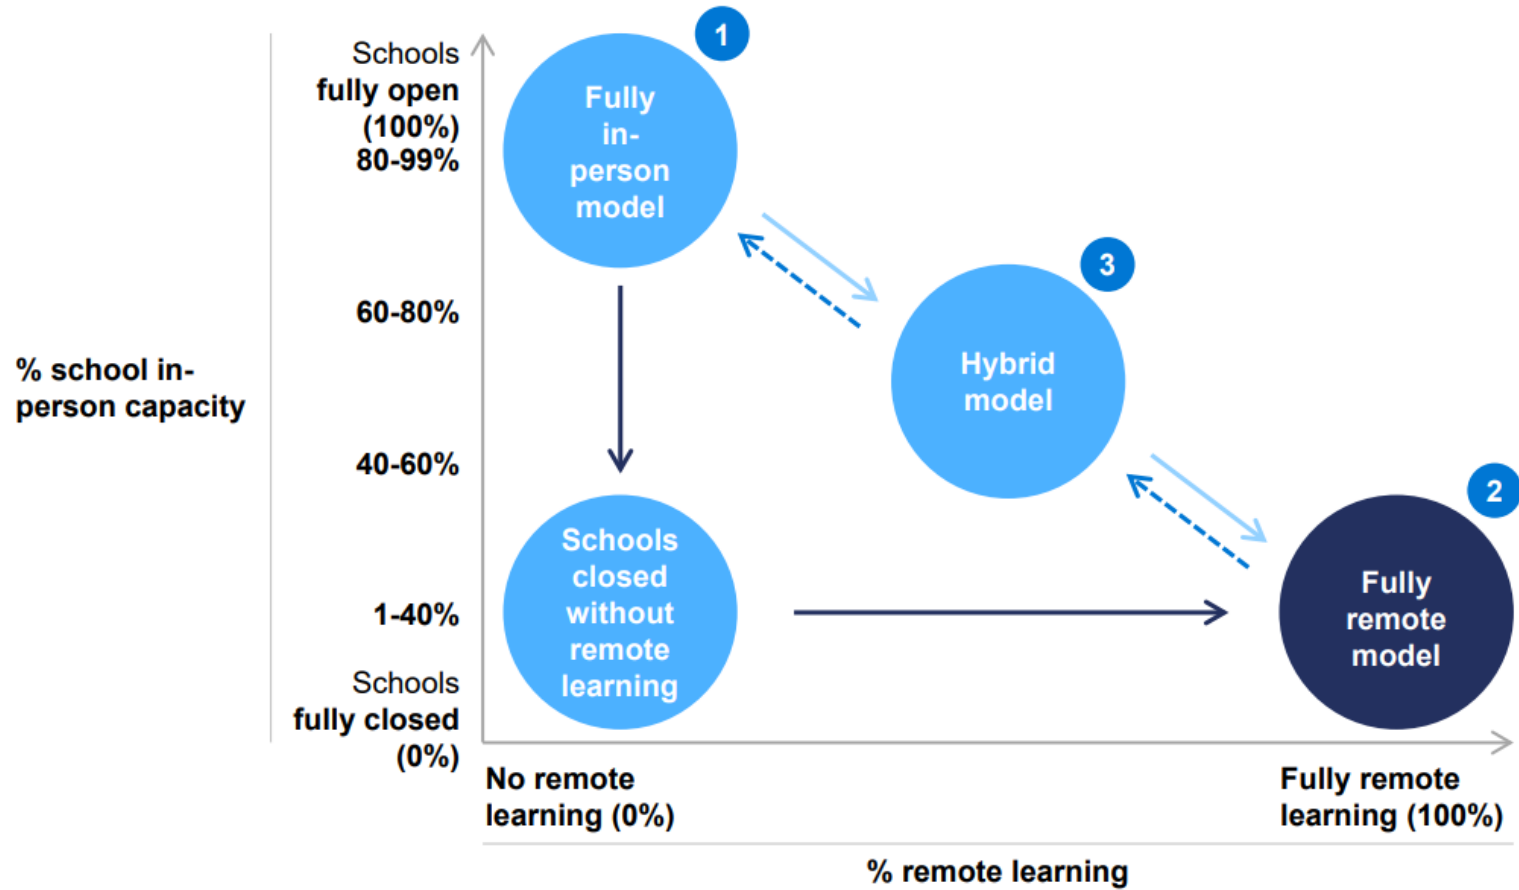 1
Schools
fully open
(100%)
80-99%
Fully
in-
person
model
3
60-80%
% school in-
person capacity
Hybrid
model
40-60%
2
Schools
closed
without
remote
learning
1-40%
Fully
remote
model
Schools
fully closed
(0%)
No remote
learning (0%)
Fully remote
learning (100%)
% remote learning